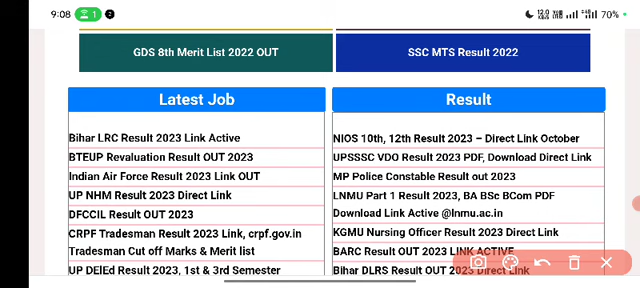 9:08 1 2 70%
GDS 8th Merit List 2022 OUT
SSC MTS Result 2022
Latest Job
Bihar LRC Result 2023 Link Active
BTEUP Revaluation Result OUT 2023
Indian Air Force Result 2023 Link OUT
UP NHM Result 2023 Direct Link
DFCCIL Result OUT 2023
CRPF Tradesman Result 2023 Link, crpf.gov.in
Tradesman Cut off Marks & Merit list
UP DElEd Result 2023, 1st & 3rd Semester
Result
NIOS 10th, 12th Result 2023 – Direct Link October
UPSSSC VDO Result 2023 PDF, Download Direct Link
MP Police Constable Result out 2023
LNMU Part 1 Result 2023, BA BSc BCom PDF
Download Link Active @lnmu.ac.in
KGMU Nursing Officer Result 2023 Direct Link
BARC Result OUT 2023 LINK ACTIVE
Bihar DLRS Result OUT 2023 Direct Link